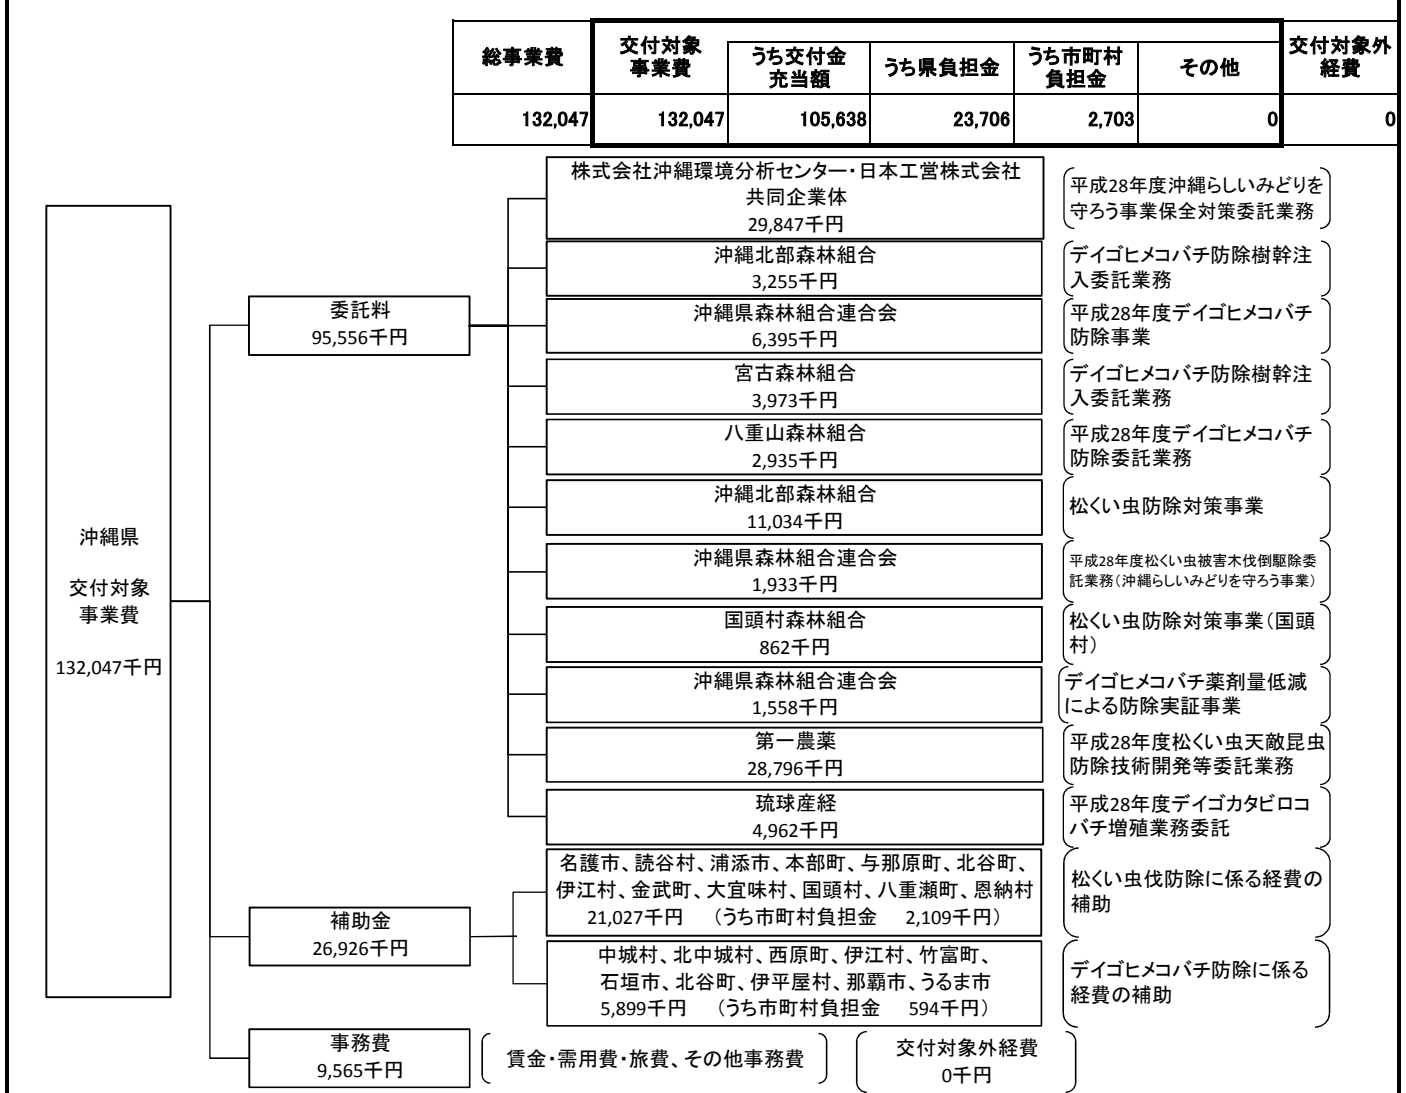 総事業費
交付対象
事業費
うち交付金
充当額
うち県負担金
うち市町村
負担金
その他
交付対象外
経費
132,047
132,047
105,638
23,706
2,703
0
0
沖縄県
交付対象
事業費
132,047千円
委託料
95,556千円
株式会社沖縄環境分析センター・日本工営株式会社
共同企業体
29,847千円
平成28年度沖縄らしいみどりを
守ろう事業保全対策委託業務
沖縄北部森林組合
3,255千円
デイゴヒメコバチ防除樹幹注
入委託業務
沖縄県森林組合連合会
6,395千円
平成28年度デイゴヒメコバチ
防除事業
宮古森林組合
3,973千円
デイゴヒメコバチ防除樹幹注
入委託業務
八重山森林組合
2,935千円
平成28年度デイゴヒメコバチ
防除委託業務
沖縄北部森林組合
11,034千円
松くい虫防除対策事業
沖縄県森林組合連合会
1,933千円
平成28年度松くい虫被害木伐倒駆除委
託業務(沖縄らしいみどりを守ろう事業)
国頭村森林組合
862千円
松くい虫防除対策事業(国頭
村)
沖縄県森林組合連合会
1,558千円
デイゴヒメコバチ薬剤量低減
による防除実証事業
第一農薬
28,796千円
平成28年度松くい虫天敵昆虫
防除技術開発等委託業務
琉球産経
4,962千円
平成28年度デイゴカタビロコ
バチ増殖業務委託
補助金
26,926千円
名護市、読谷村、浦添市、本部町、与那原町、北谷町、
伊江村、金武町、大宜味村、国頭村、八重瀬町、恩納村
21,027千円 (うち市町村負担金 2,109千円)
松くい虫伐防除に係る経費の
補助
中城村、北中城村、西原町、伊江村、竹富町、
石垣市、北谷町、伊平屋村、那覇市、うるま市
5,899千円 (うち市町村負担金 594千円)
デイゴヒメコバチ防除に係る
経費の補助
事務費
9,565千円
賃金・需用費・旅費、その他事務費
交付対象外経費
0千円